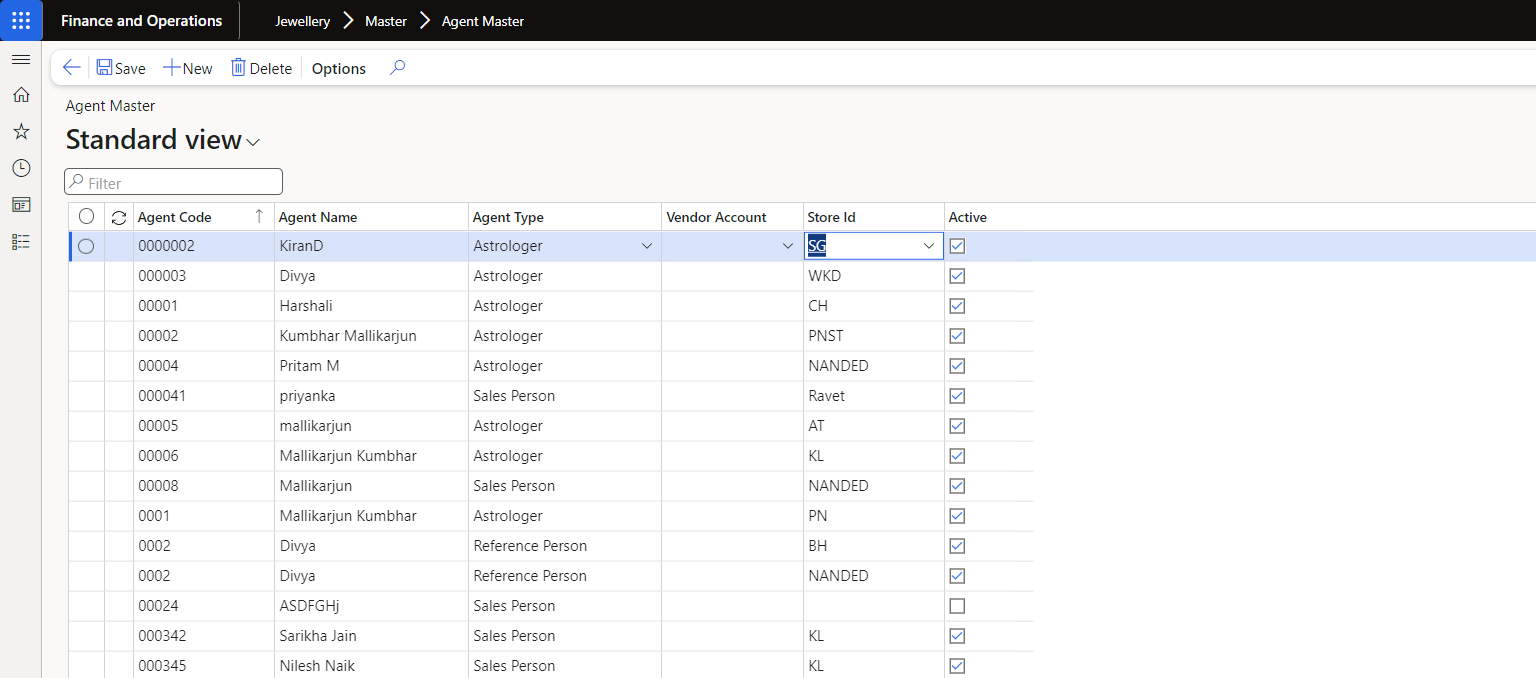 Finance and Operations Jewellery Master Agent Master
Save New Delete Options
Agent Master
Standard view
Filter
Agent Code Agent Name Agent Type Vendor Account Store Id Active
0000002 KiranD Astrologer SG
000003 Divya Astrologer WKD
00001 Harshali Astrologer CH
00002 Kumbhar Mallikarjun Astrologer PNST
00004 Pritam M Astrologer NANDED
000041 priyanka Sales Person Ravet
00005 mallikarjun Astrologer AT
00006 Mallikarjun Kumbhar Astrologer KL
00008 Mallikarjun Sales Person NANDED
0001 Mallikarjun Kumbhar Astrologer PN
0002 Divya Reference Person BH
0002 Divya Reference Person NANDED
00024 ASDFGHj Sales Person
000342 Sarikha Jain Sales Person KL
000345 Nilesh Naik Sales Person KL